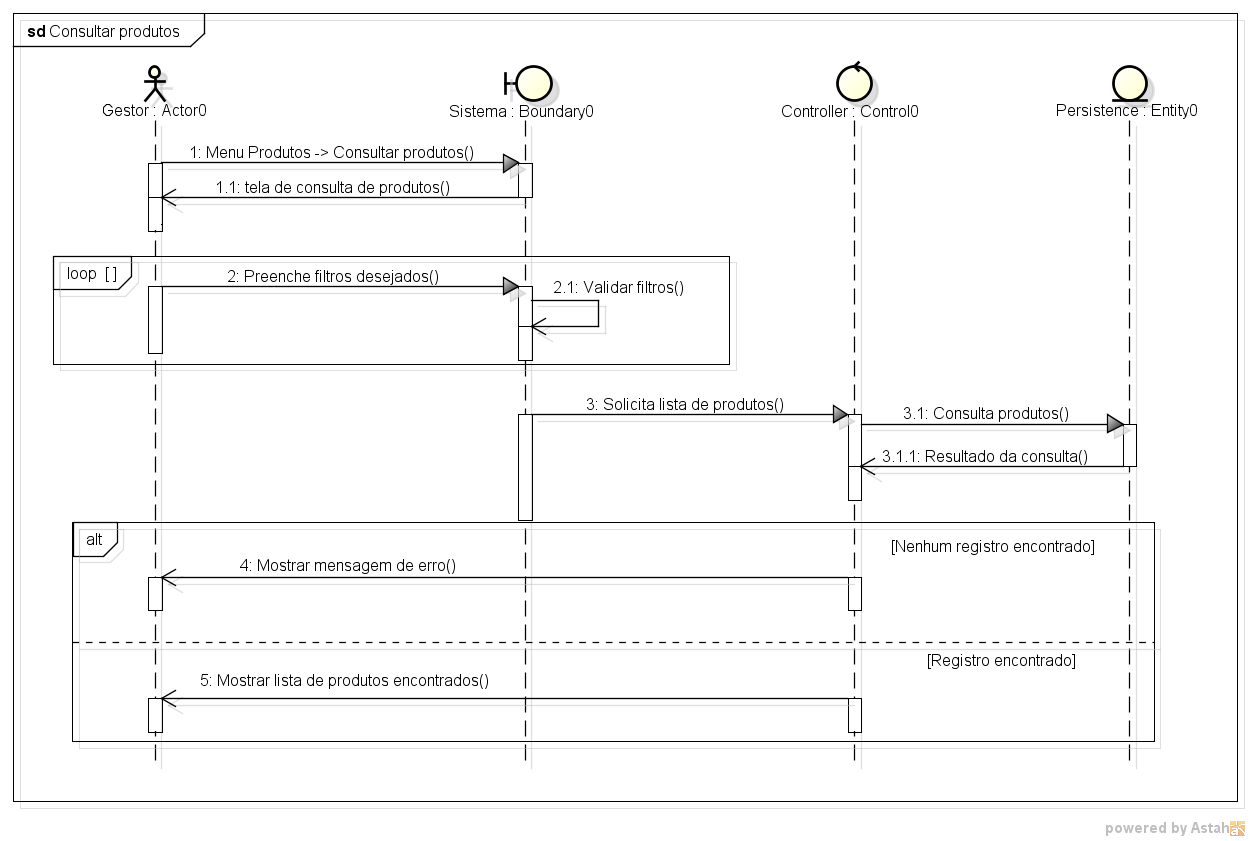 sd Consultar produtos
Gestor : Actor0
Sistema : Boundary0
Controller : Control0
Persistence : Entity0
1: Menu Produtos -> Consultar produtos()
1.1: tela de consulta de produtos()
loop [ ]
2: Preenche filtros desejados()
2.1: Validar filtros()
3: Solicita lista de produtos()
3.1: Consulta produtos()
3.1.1: Resultado da consulta()
alt
[Nenhum registro encontrado]
4: Mostrar mensagem de erro()
[Registro encontrado]
5: Mostrar lista de produtos encontrados()
powered by Astah